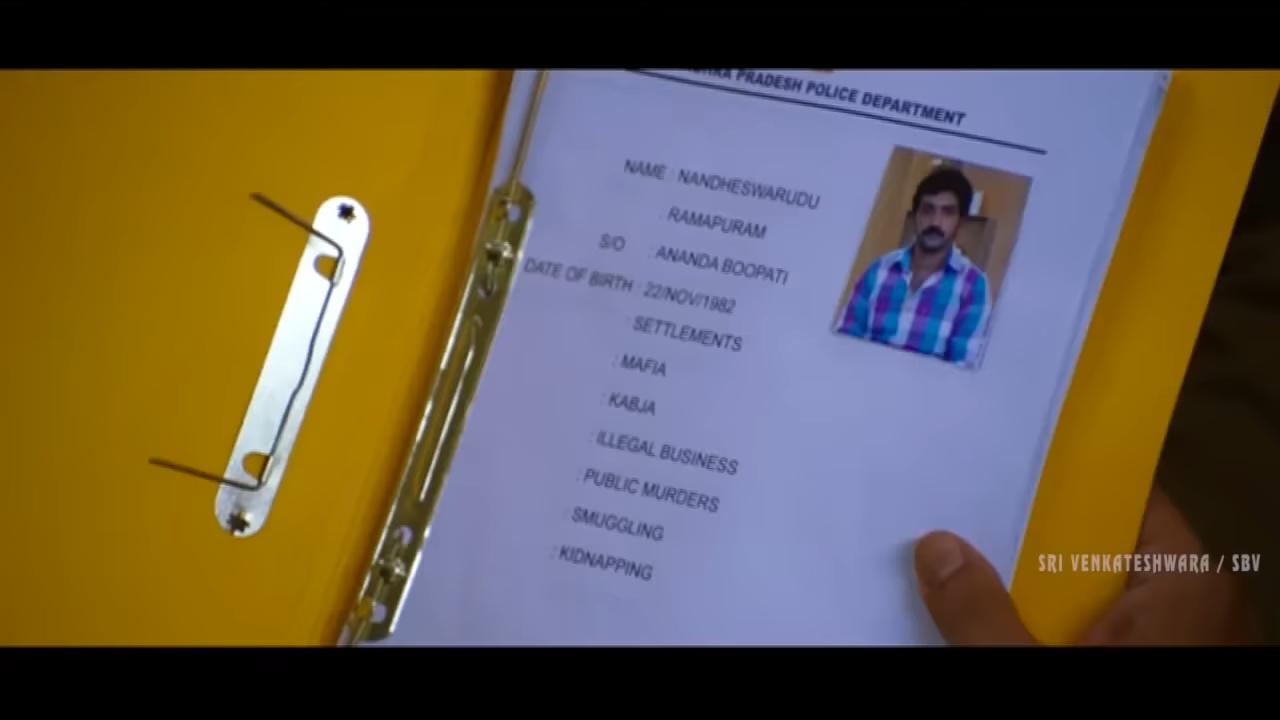 PRADESH POLICE DEPARTMENT
NAME : NANDHESWARUDU
: RAMAPURAM
S/O : ANANDA BOOPATI
DATE OF BIRTH : 22/NOV/1982
: SETTLEMENTS
: MAFIA
: KABJA
: ILLEGAL BUSINESS
: PUBLIC MURDERS
: SMUGGLING
: KIDNAPPING
SRI VENKATESHWARA / SBV